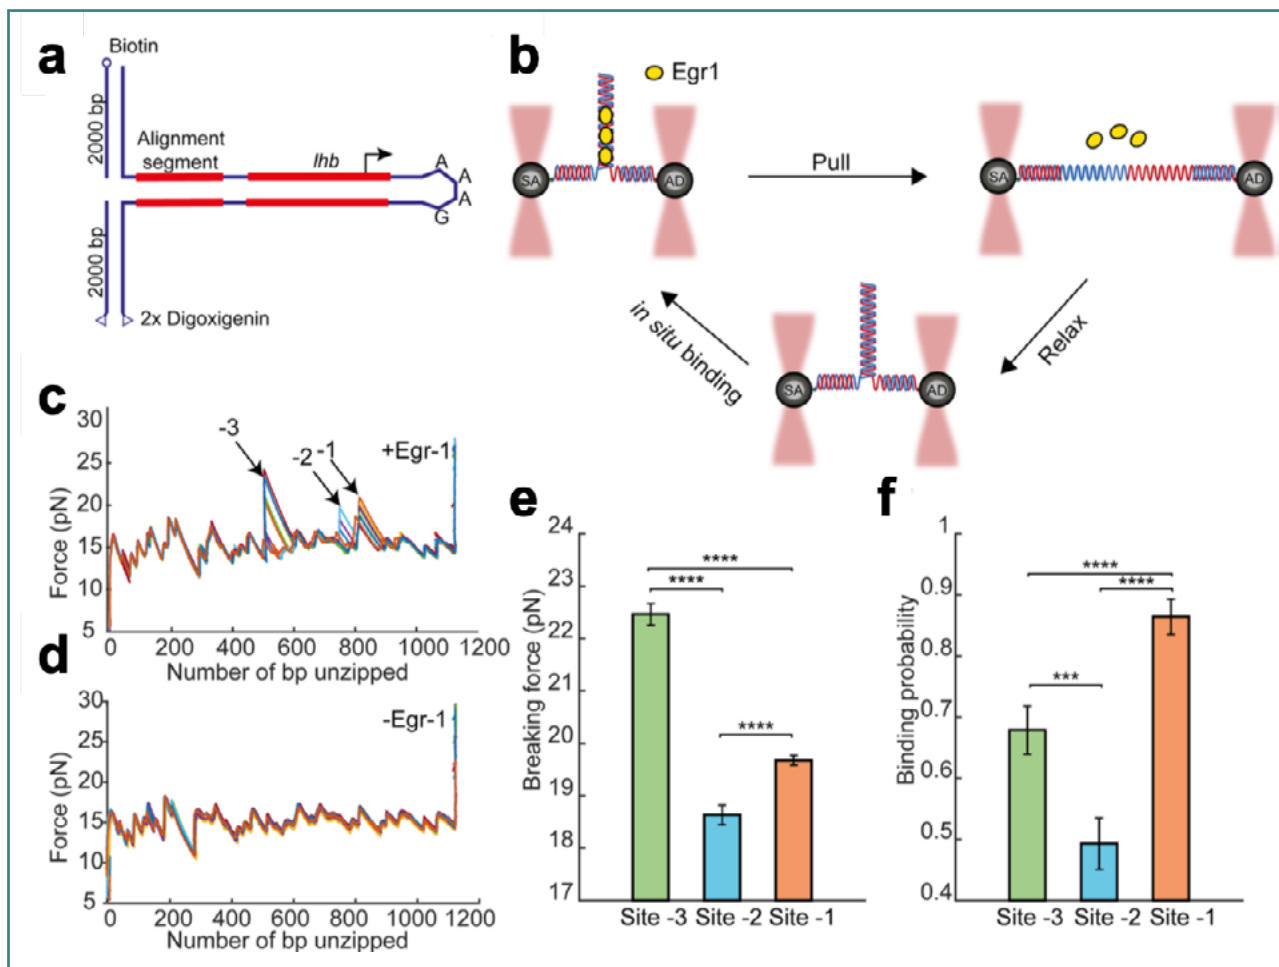 a
Biotin
2000 bp
Alignment
segment
lhb
A
A
A
G
2000 bp
2x Digoxigenin
b
Egr1
SA
AD
Pull
SA
AD
in situ binding
Relax
SA
AD
c
-3
-2
-1
+Egr-1
Force (pN)
30
25
20
15
10
5
0
200
400
600
800
1000
1200
Number of bp unzipped
d
-Egr-1
Force (pN)
30
25
20
15
10
5
0
200
400
600
800
1000
1200
Number of bp unzipped
e
Breaking force (pN)
24
23
22
21
20
19
18
17
****
****
****
Site -3
Site -2
Site -1
f
Binding probability
1
0.9
0.8
0.7
0.6
0.5
0.4
****
****
***
Site -3
Site -2
Site -1